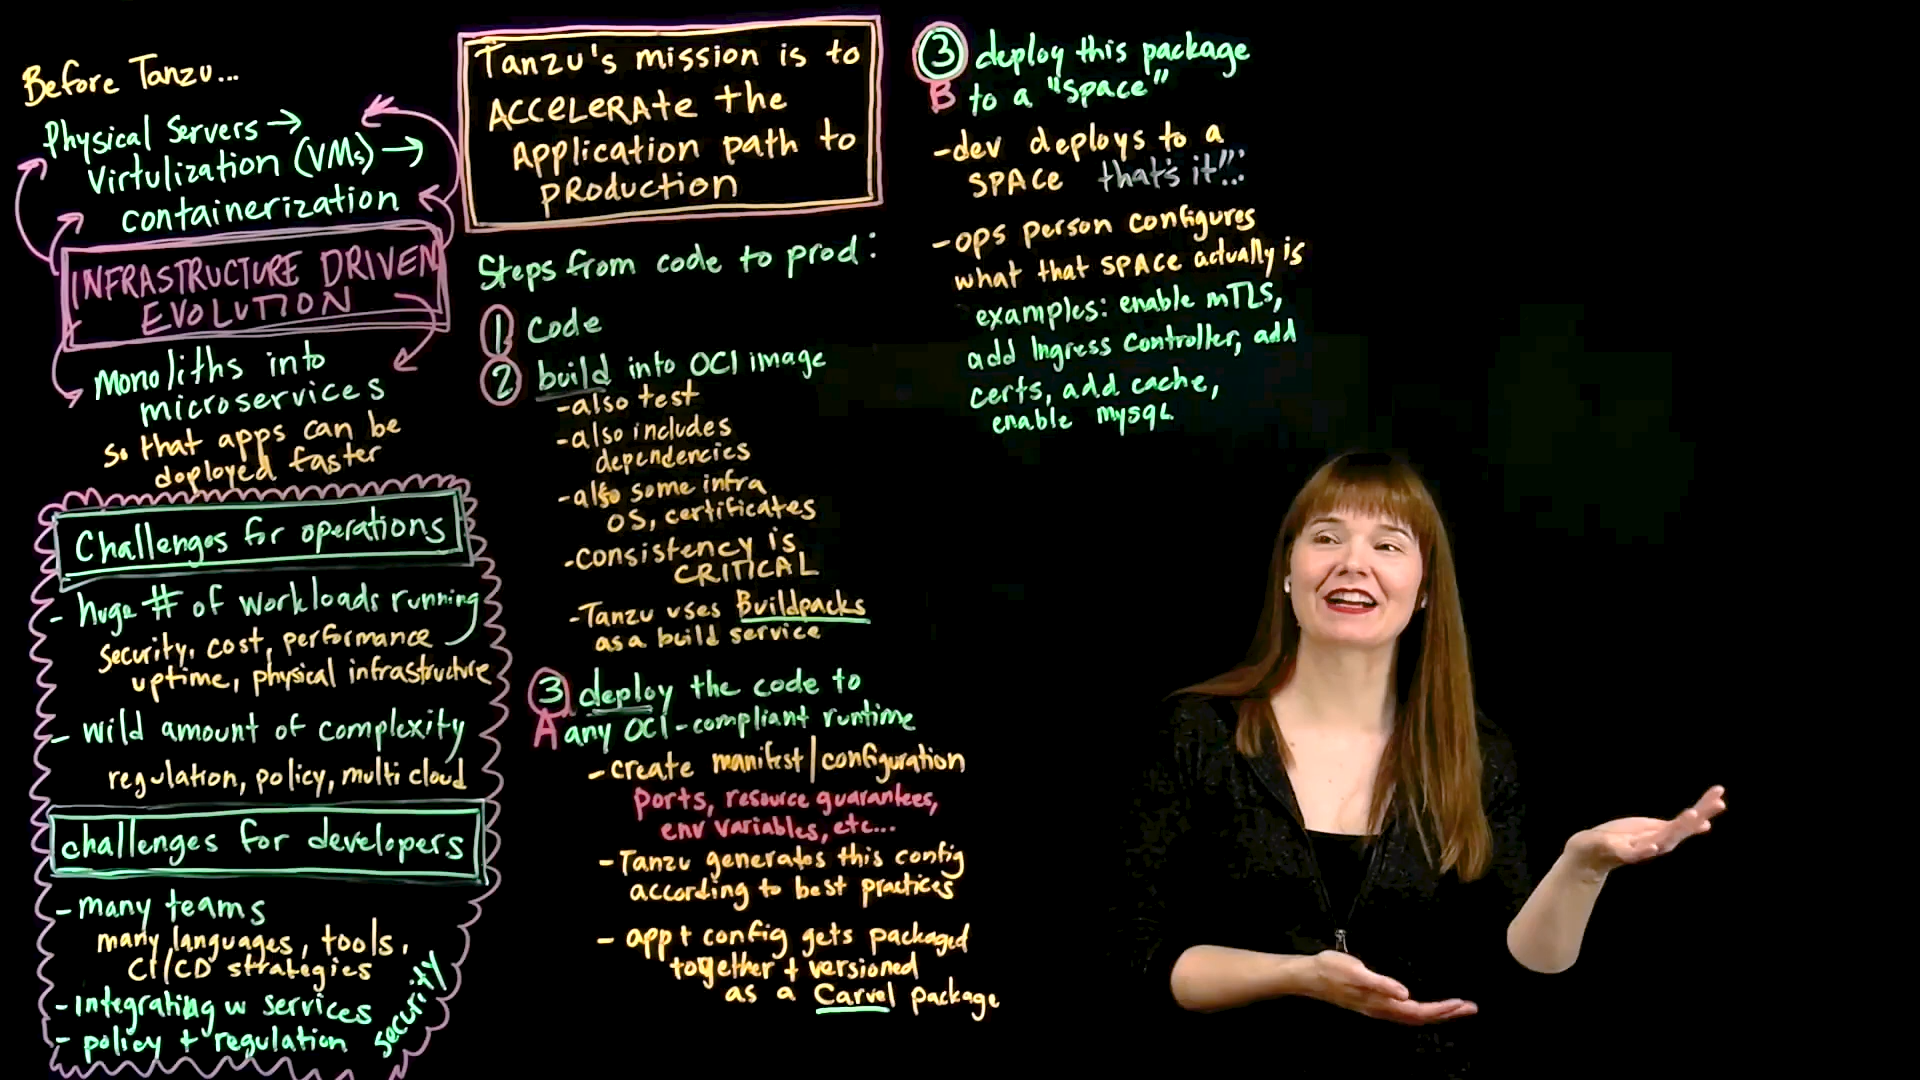 Before Tanzu...
Physical Servers →
Virtulization (VMs) →
containerization
INFRASTRUCTURE DRIVEN
EVOLUTION
Monoliths into
microservices
so that apps can be
doployed faster
Challenges for operations
- huge # of workloads running
security, cost, performance
uptime, physical infrastructure
- wild amount of complexity
regulation, policy, multi cloud
challenges for developers
- many teams
many languages, tools,
CI/CD strategies
- integrating w services
- policy + regulation
security
Tanzu's mission is to
ACCELERAte the
Application path to
pRoduction
Steps from code to prod:
1 Code
2 build into OCI image
- also test
- also includes
dependencies
- also some infra
OS, certificates
- consistency is
CRITICAL
- Tanzu uses Buildpacks
as a build service
3 deploy the code to
A any OCI-compliant runtime
- create manifest/configuration
ports, resource guarantees,
env variables, etc...
- Tanzu generates this config
according to best practices
- app + config gets packaged
together + versioned
as a Carvel package
3 deploy this package
B to a "space"
- dev deploys to a
SPACe that's it!!:
- ops person configures
what that SPACe actually is
examples: enable mTLS,
add Ingress Controller, add
certs, add cache,
enable mysql